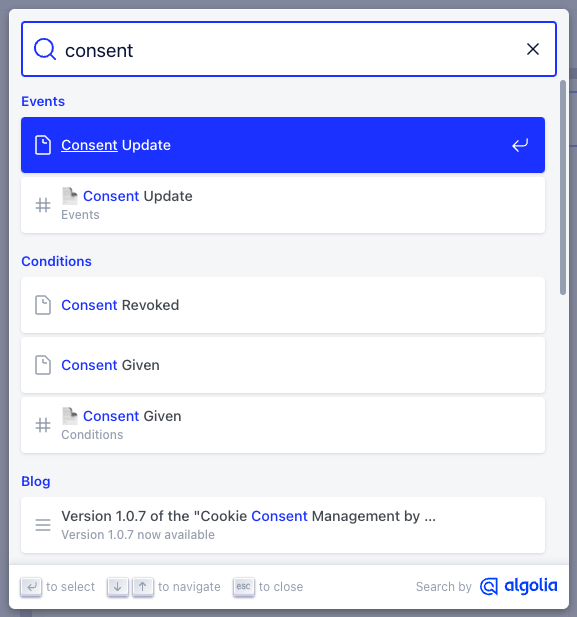 consent
Events
Consent Update
Consent Update
Events
Conditions
Consent Revoked
Consent Given
Consent Given
Conditions
Blog
Version 1.0.7 of the "Cookie Consent Management by ...
Version 1.0.7 now available
to select to navigate esc to close Search by algolia